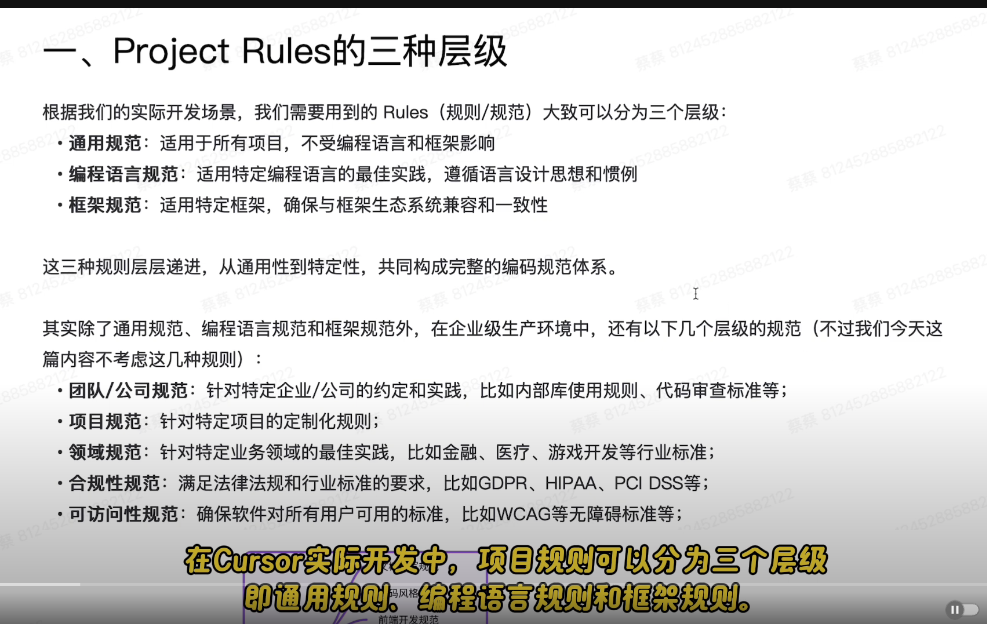 一、Project Rules的三种层级
根据我们的实际开发场景，我们需要用到的 Rules（规则/规范）大致可以分为三个层级：
• 通用规范：适用于所有项目，不受编程语言和框架影响
• 编程语言规范：适用特定编程语言的最佳实践，遵循语言设计思想和惯例
• 框架规范：适用特定框架，确保与框架生态系统兼容和一致性
这三种规则层层递进，从通用性到特定性，共同构成完整的编码规范体系。
其实除了通用规范、编程语言规范和框架规范外，在企业级生产环境中，还有以下几个层级的规范（不过我们今天这
篇内容不考虑这几种规则）：
• 团队/公司规范：针对特定企业/公司的约定和实践，比如内部库使用规则、代码审查标准等；
• 项目规范：针对特定项目的定制化规则；
• 领域规范：针对特定业务领域的最佳实践，比如金融、医疗、游戏开发等行业标准；
• 合规性规范：满足法律法规和行业标准的要求，比如GDPR、HIPAA、PCI DSS等；
• 可访问性规范：确保软件对所有用户可用的标准，比如WCAG等无障碍标准等；
在Cursor实际开发中，项目规则可以分为三个层级
即通用规则、编程语言规则和框架规则。
前端开发规范
蔡蔡 812452885882122